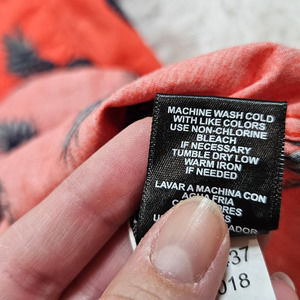 MACHINE WASH COLD
WITH LIKE COLORS
USE NON-CHLORINE
BLEACH
IF NECESSARY
TUMBLE DRY LOW
WARM IRON
IF NEEDED
LAVAR A MACHINA CON
AGUA FRIA